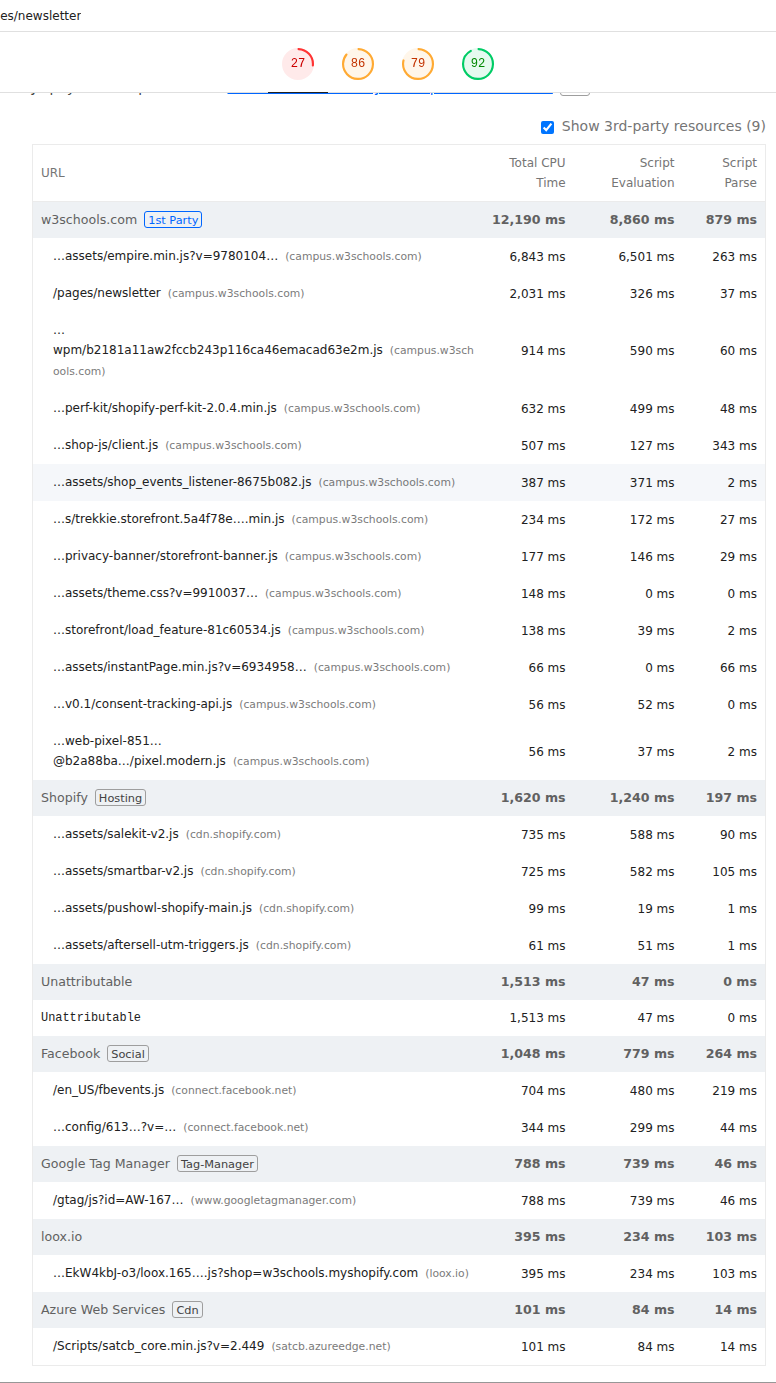 es/newsletter
27 86 79 92
Show 3rd-party resources (9)
URL Total CPU Time Script Evaluation Script Parse
w3schools.com 1st Party 12,190 ms 8,860 ms 879 ms
…assets/empire.min.js?v=9780104… (campus.w3schools.com) 6,843 ms 6,501 ms 263 ms
/pages/newsletter (campus.w3schools.com) 2,031 ms 326 ms 37 ms
…
wpm/b2181a11aw2fccb243p116ca46emacad63e2m.js (campus.w3sch 914 ms 590 ms 60 ms
ools.com)
…perf-kit/shopify-perf-kit-2.0.4.min.js (campus.w3schools.com) 632 ms 499 ms 48 ms
…shop-js/client.js (campus.w3schools.com) 507 ms 127 ms 343 ms
…assets/shop_events_listener-8675b082.js (campus.w3schools.com) 387 ms 371 ms 2 ms
…s/trekkie.storefront.5a4f78e….min.js (campus.w3schools.com) 234 ms 172 ms 27 ms
…privacy-banner/storefront-banner.js (campus.w3schools.com) 177 ms 146 ms 29 ms
…assets/theme.css?v=9910037… (campus.w3schools.com) 148 ms 0 ms 0 ms
…storefront/load_feature-81c60534.js (campus.w3schools.com) 138 ms 39 ms 2 ms
…assets/instantPage.min.js?v=6934958… (campus.w3schools.com) 66 ms 0 ms 66 ms
…v0.1/consent-tracking-api.js (campus.w3schools.com) 56 ms 52 ms 0 ms
…web-pixel-851…
@b2a88ba…/pixel.modern.js (campus.w3schools.com) 56 ms 37 ms 2 ms
Shopify Hosting 1,620 ms 1,240 ms 197 ms
…assets/salekit-v2.js (cdn.shopify.com) 735 ms 588 ms 90 ms
…assets/smartbar-v2.js (cdn.shopify.com) 725 ms 582 ms 105 ms
…assets/pushowl-shopify-main.js (cdn.shopify.com) 99 ms 19 ms 1 ms
…assets/aftersell-utm-triggers.js (cdn.shopify.com) 61 ms 51 ms 1 ms
Unattributable 1,513 ms 47 ms 0 ms
Unattributable 1,513 ms 47 ms 0 ms
Facebook Social 1,048 ms 779 ms 264 ms
/en_US/fbevents.js (connect.facebook.net) 704 ms 480 ms 219 ms
…config/613…?v=… (connect.facebook.net) 344 ms 299 ms 44 ms
Google Tag Manager Tag-Manager 788 ms 739 ms 46 ms
/gtag/js?id=AW-167… (www.googletagmanager.com) 788 ms 739 ms 46 ms
loox.io 395 ms 234 ms 103 ms
…EkW4kbJ-o3/loox.165….js?shop=w3schools.myshopify.com (loox.io) 395 ms 234 ms 103 ms
Azure Web Services Cdn 101 ms 84 ms 14 ms
/Scripts/satcb_core.min.js?v=2.449 (satcb.azureedge.net) 101 ms 84 ms 14 ms